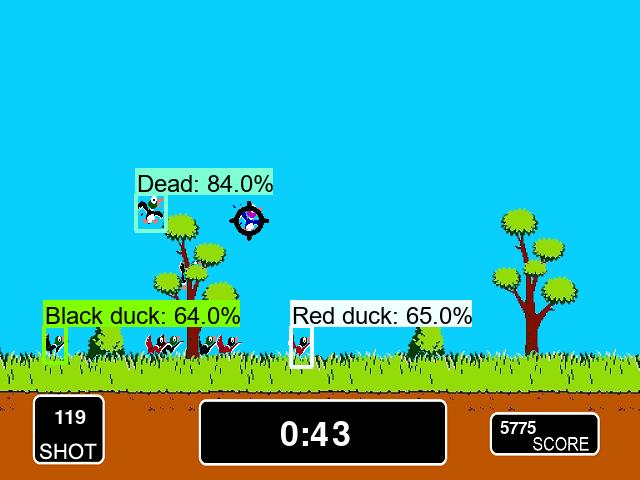 Dead: 84.0%
Black duck: 64.0%
Red duck: 65.0%
119
SHOT
0:43
5775
SCORE